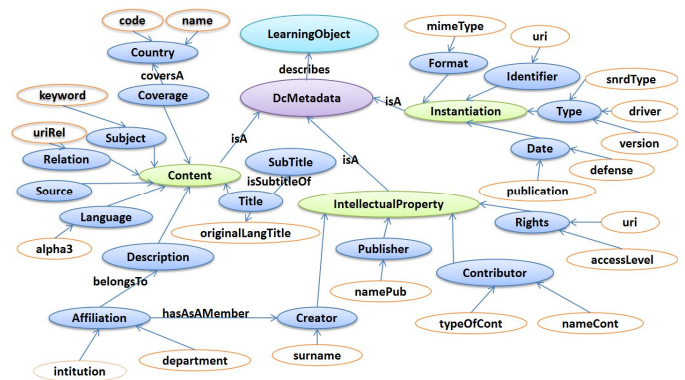 code
name
LearningObject
mimeType
uri
Country
coversA
describes
Format
Identifier
snrdType
keyword
Coverage
DcMetadata
isA
Instantiation
Type
driver
uriRel
Subject
isA
version
Relation
SubTitle
isA
Date
defense
Content
isSubtitleOf
Source
Title
publication
Language
IntellectualProperty
originalLangTitle
Rights
uri
alpha3
Description
Publisher
accessLevel
belongsTo
Contributor
namePub
Affiliation
hasAsAMember
Creator
typeOfCont
nameCont
department
surname
intitution